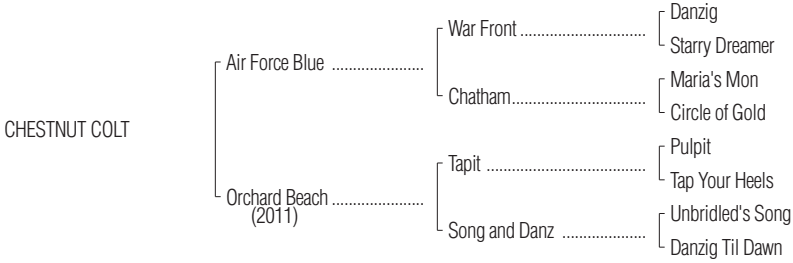 Danzig
War Front ..............................
Starry Dreamer
Air Force Blue ......................
Maria's Mon
Chatham................................
Circle of Gold
CHESTNUT COLT
Pulpit
Tapit ......................................
Tap Your Heels
Orchard Beach ......................
(2011)
Unbridled's Song
Song and Danz ....................
Danzig Til Dawn